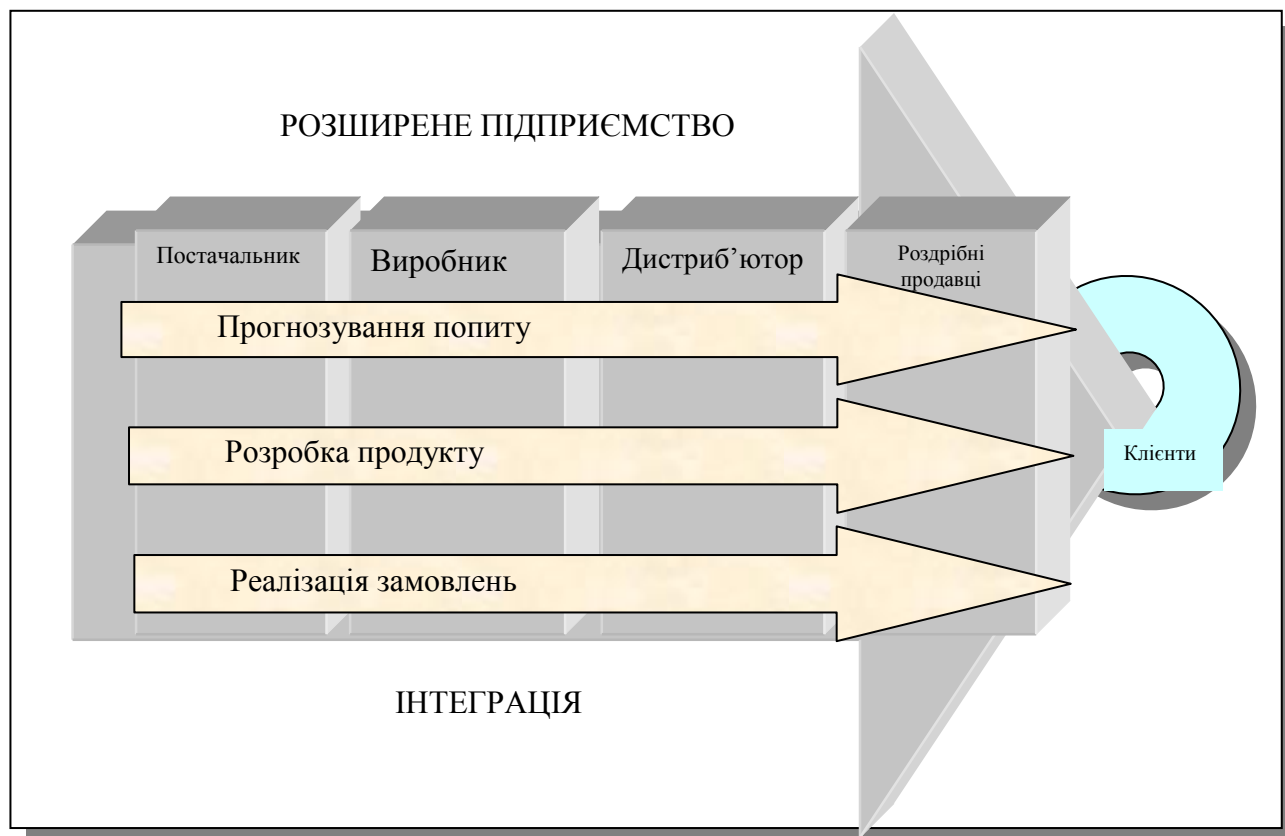 РОЗШИРЕНЕ ПІДПРИЄМСТВО
Постачальник
Виробник
Дистриб’ютор
Роздрібні
продавці
Прогнозування попиту
Розробка продукту
Клієнти
Реалізація замовлень
ІНТЕГРАЦІЯ